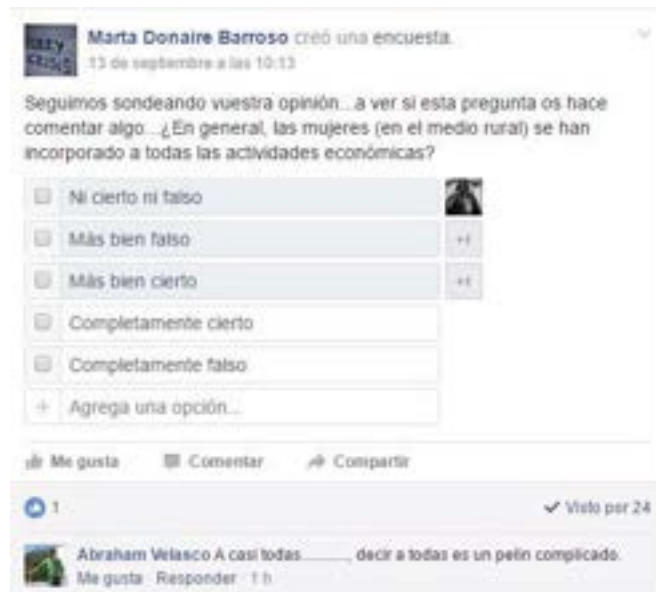 Marta Donaire Barroso creó una encuesta.
13 de septiembre a las 10:13
Seguimos sondeando vuestra opinión...a ver si esta pregunta os hace
comentar algo...¿En general, las mujeres (en el medio rural) se han
incorporado a todas las actividades económicas?
Ni cierto ni falso
Más bien falso
+1
Más bien cierto
+1
Completamente cierto
Completamente falso
+ Agrega una opción...
Me gusta Comentar Compartir
1 Visto por 24
Abraham Velasco A casi todas............, decir a todas es un pelín complicado.
Me gusta Responder 1 h